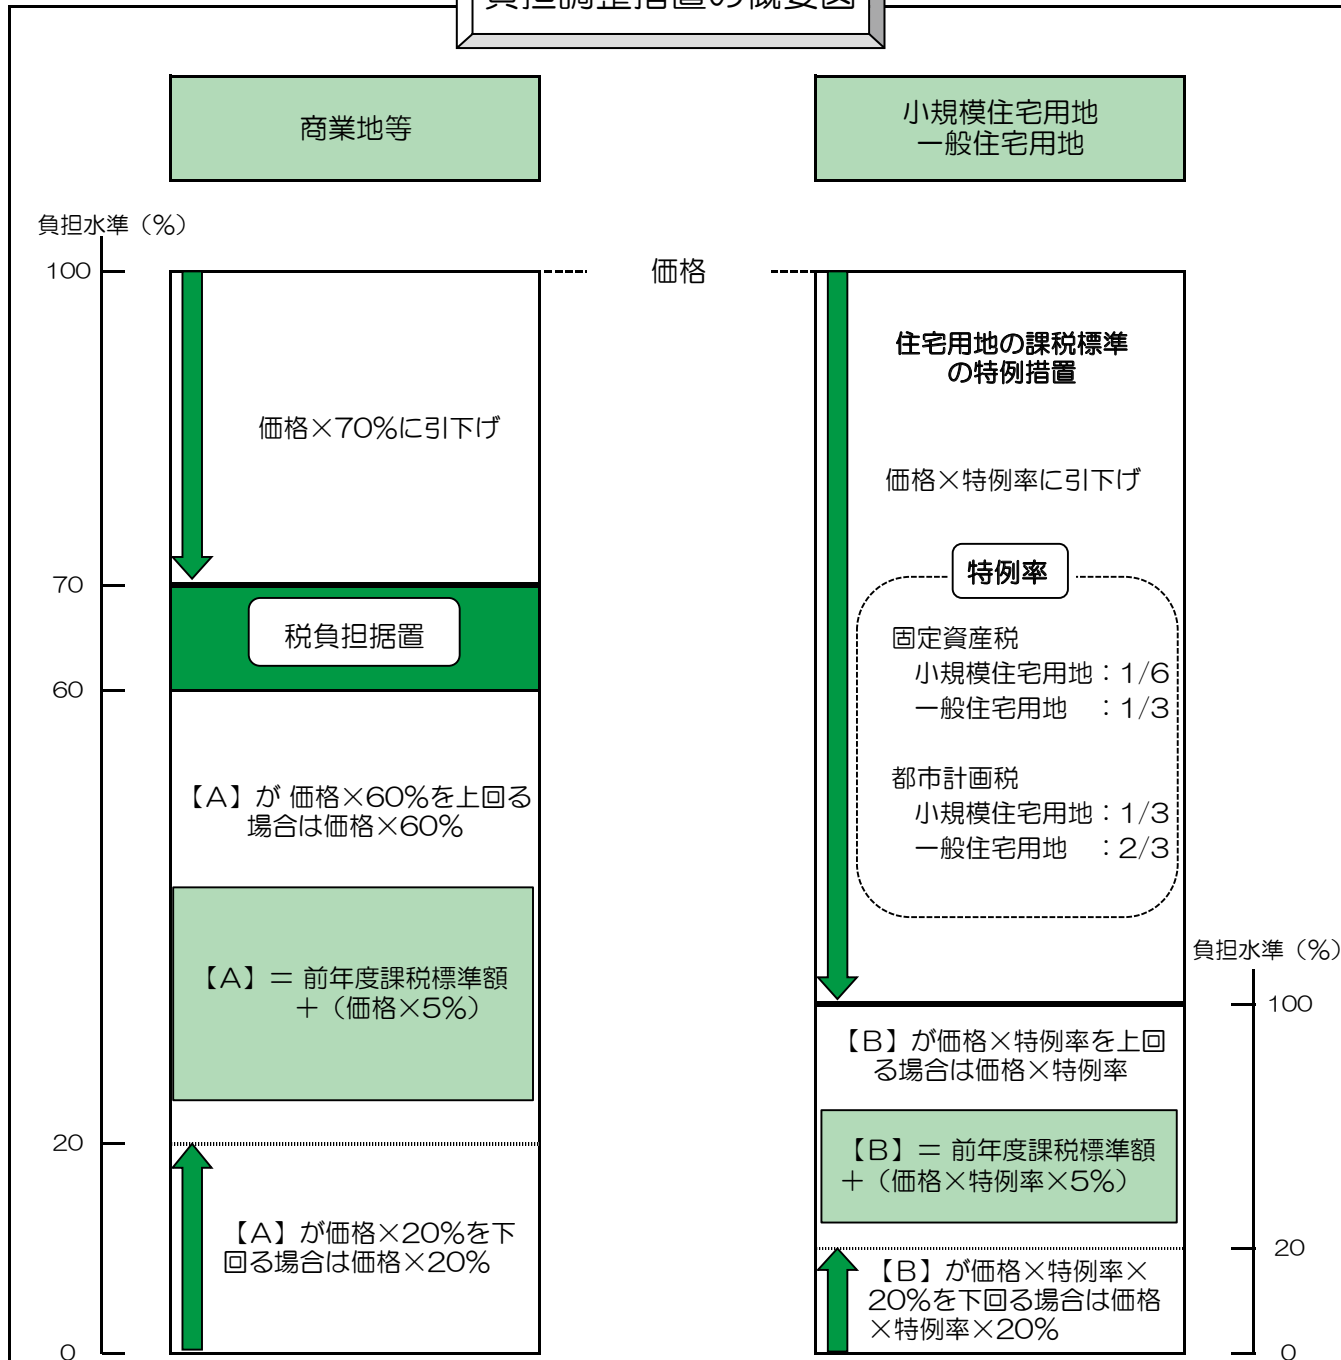 負担調整措置の概要図
商業地等
小規模住宅用地
一般住宅用地
負担水準（％）
100
価格
価格×70％に引下げ
70
税負担据置
60
【Ａ】が 価格×60％を上回る
場合は価格×60％
【Ａ】＝ 前年度課税標準額
＋（価格×5％）
20
【Ａ】が価格×20％を下
回る場合は価格×20％
0
住宅用地の課税標準
の特例措置
価格×特例率に引下げ
特例率
固定資産税
小規模住宅用地：1/6
一般住宅用地　：1/3
都市計画税
小規模住宅用地：1/3
一般住宅用地　：2/3
負担水準（％）
100
【Ｂ】が価格×特例率を上回
る場合は価格×特例率
【Ｂ】＝ 前年度課税標準額
＋（価格×特例率×5％）
20
【Ｂ】が価格×特例率×
20％を下回る場合は価格
×特例率×20％
0